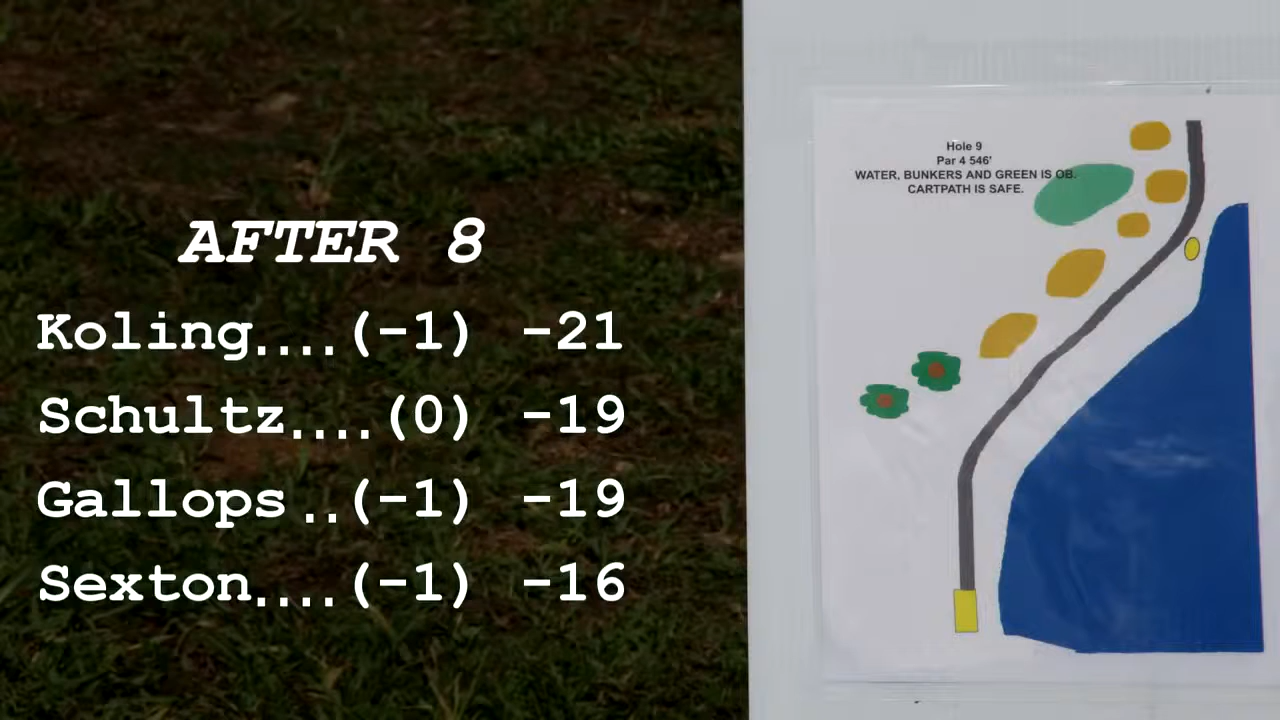 AFTER 8
Koling....(-1) -21
Schultz....(0) -19
Gallops ..(-1) -19
Sexton....(-1) -16
Hole 9
Par 4 546'
WATER, BUNKERS AND GREEN IS OB.
CARTPATH IS SAFE.